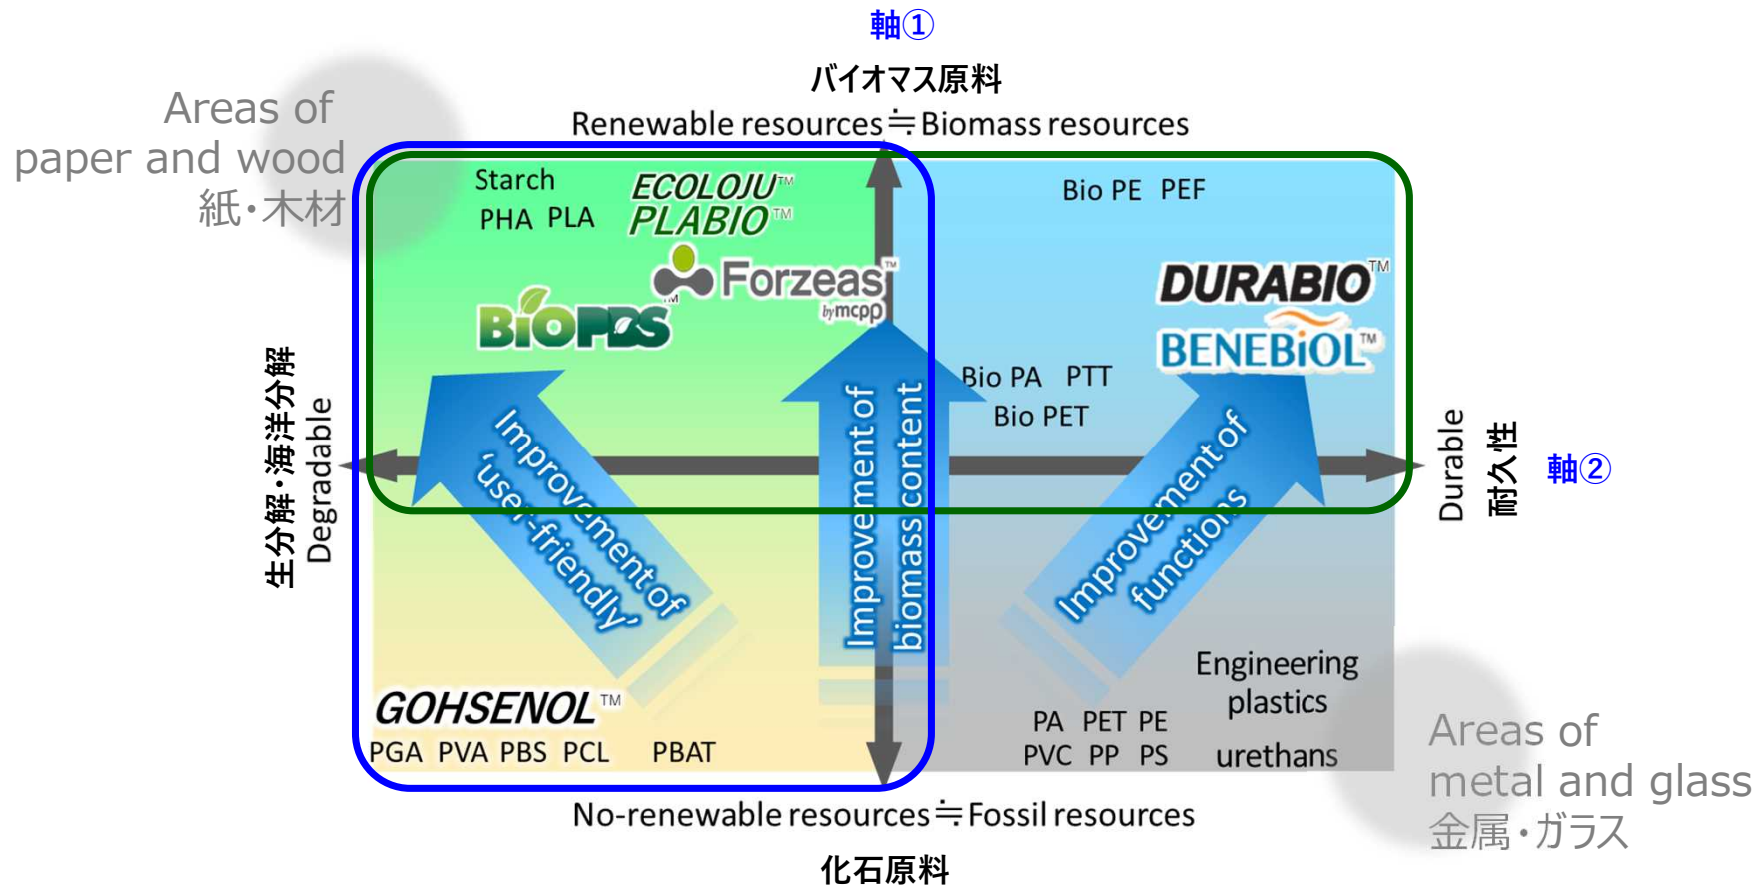 軸①
バイオマス原料
Renewable resources≒Biomass resources
Areas of
paper and wood
紙・木材
Starch
PHA PLA
ECOLOJU™
PLABIO™
Forzeas™
by mcpp
BiOPBS™
Bio PE PEF
DURABIO™
BENEBiOL™
Bio PA PTT
Bio PET
生分解・海洋分解
Degradable
Durable
耐久性
軸②
Improvement of
‘user-friendly’
Improvement of
biomass content
Improvement of
functions
GOHSENOL™
PGA PVA PBS PCL PBAT
Engineering
plastics
PA PET PE
PVC PP PS
urethans
Areas of
metal and glass
金属・ガラス
No-renewable resources≒Fossil resources
化石原料